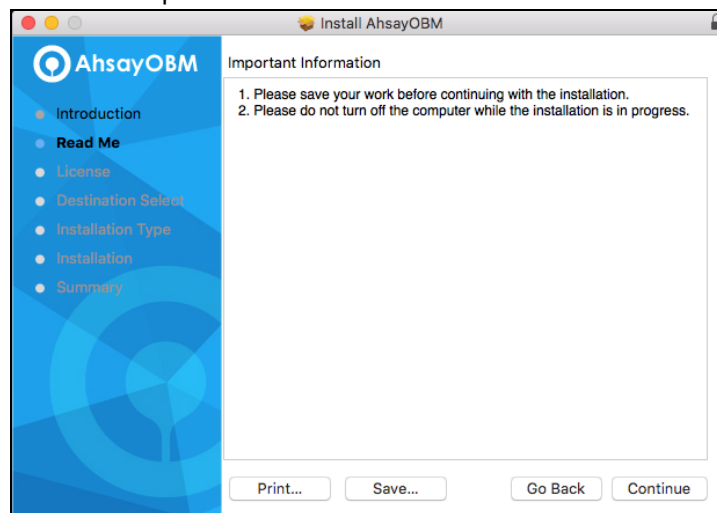 Install AhsayOBM
AhsayOBM
Introduction
Read Me
License
Destination Select
Installation Type
Installation
Summary
Important Information
1. Please save your work before continuing with the installation.
2. Please do not turn off the computer while the installation is in progress.
Print...
Save...
Go Back
Continue